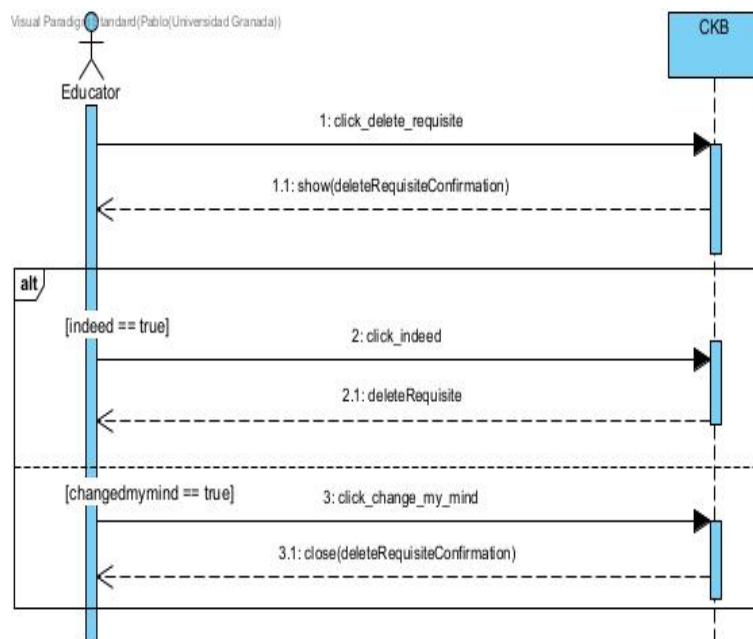 Visual Paradigm Standard(Pablo(Universidad Granada))
CKB
Educator
1: click_delete_requisite
1.1: show(deleteRequisiteConfirmation)
alt
[indeed == true]
2: click_indeed
2.1: deleteRequisite
[changedmymind == true]
3: click_change_my_mind
3.1: close(deleteRequisiteConfirmation)